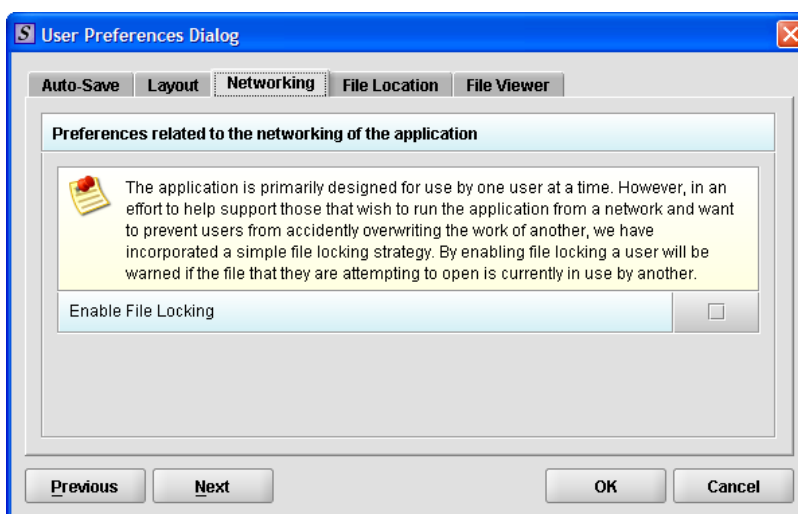 S User Preferences Dialog
Auto-Save Layout Networking File Location File Viewer
Preferences related to the networking of the application
The application is primarily designed for use by one user at a time. However, in an
effort to help support those that wish to run the application from a network and want
to prevent users from accidently overwriting the work of another, we have
incorporated a simple file locking strategy. By enabling file locking a user will be
warned if the file that they are attempting to open is currently in use by another.
Enable File Locking
Previous Next OK Cancel